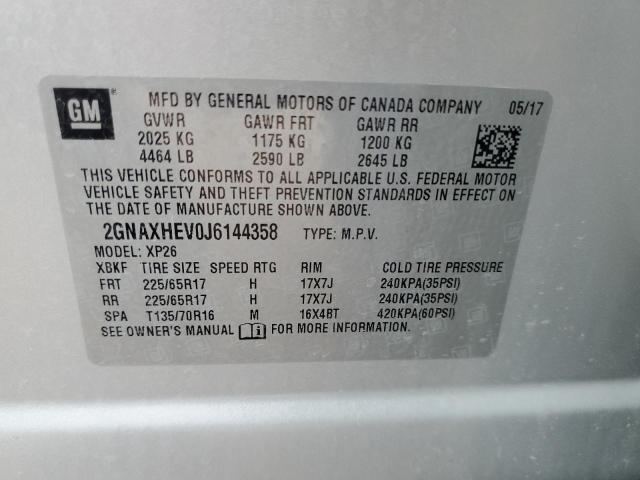 GM ® MFD BY GENERAL MOTORS OF CANADA COMPANY 05/17
GVWR GAWR FRT GAWR RR
2025 KG 1175 KG 1200 KG
4464 LB 2590 LB 2645 LB
THIS VEHICLE CONFORMS TO ALL APPLICABLE U.S. FEDERAL MOTOR
VEHICLE SAFETY AND THEFT PREVENTION STANDARDS IN EFFECT ON
THE DATE OF MANUFACTURE SHOWN ABOVE.
2GNAXHEV0J6144358 TYPE: M.P.V.
MODEL: XP26
XBKF TIRE SIZE SPEED RTG RIM COLD TIRE PRESSURE
FRT 225/65R17 H 17X7J 240KPA(35PSI)
RR 225/65R17 H 17X7J 240KPA(35PSI)
SPA T135/70R16 M 16X4BT 420KPA(60PSI)
SEE OWNER'S MANUAL FOR MORE INFORMATION.